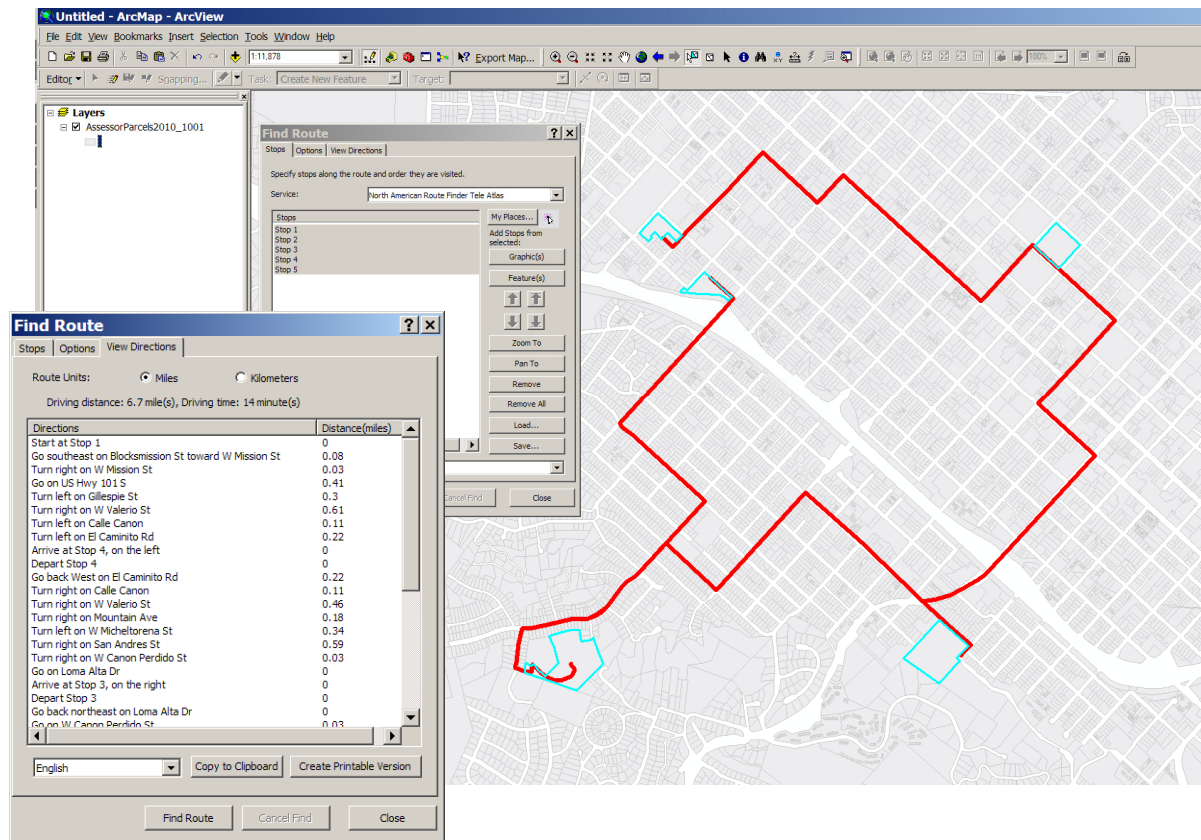 Untitled - ArcMap - ArcView
File Edit View Bookmarks Insert Selection Tools Window Help
1:11,878
Export Map...
100%
Editor
Snapping...
Task: Create New Feature
Target:
Layers
AssessorParcels2010_1001
Find Route
Stops Options View Directions
Specify stops along the route and order they are visited.
Service: North American Route Finder Tele Atlas
Stops
Stop 1
Stop 2
Stop 3
Stop 4
Stop 5
My Places...
Add Stops from
selected:
Graphic(s)
Feature(s)
Zoom To
Pan To
Remove
Remove All
Load...
Save...
Cancel Find
Close
Find Route
Stops Options View Directions
Route Units: Miles Kilometers
Driving distance: 6.7 mile(s), Driving time: 14 minute(s)
Directions Distance(miles)
Start at Stop 1 0
Go southeast on Blocksmission St toward W Mission St 0.08
Turn right on W Mission St 0.03
Go on US Hwy 101 S 0.41
Turn left on Gillespie St 0.3
Turn right on W Valerio St 0.61
Turn left on Calle Canon 0.11
Turn left on El Caminito Rd 0.22
Arrive at Stop 4, on the left 0
Depart Stop 4 0
Go back West on El Caminito Rd 0.22
Turn right on Calle Canon 0.11
Turn right on W Valerio St 0.46
Turn right on Mountain Ave 0.18
Turn left on W Micheltorena St 0.34
Turn right on San Andres St 0.59
Turn right on W Canon Perdido St 0.03
Go on Loma Alta Dr 0
Arrive at Stop 3, on the right 0
Depart Stop 3 0
Go back northeast on Loma Alta Dr 0
Go on W Canon Perdido St 0.03
English
Copy to Clipboard
Create Printable Version
Find Route
Cancel Find
Close